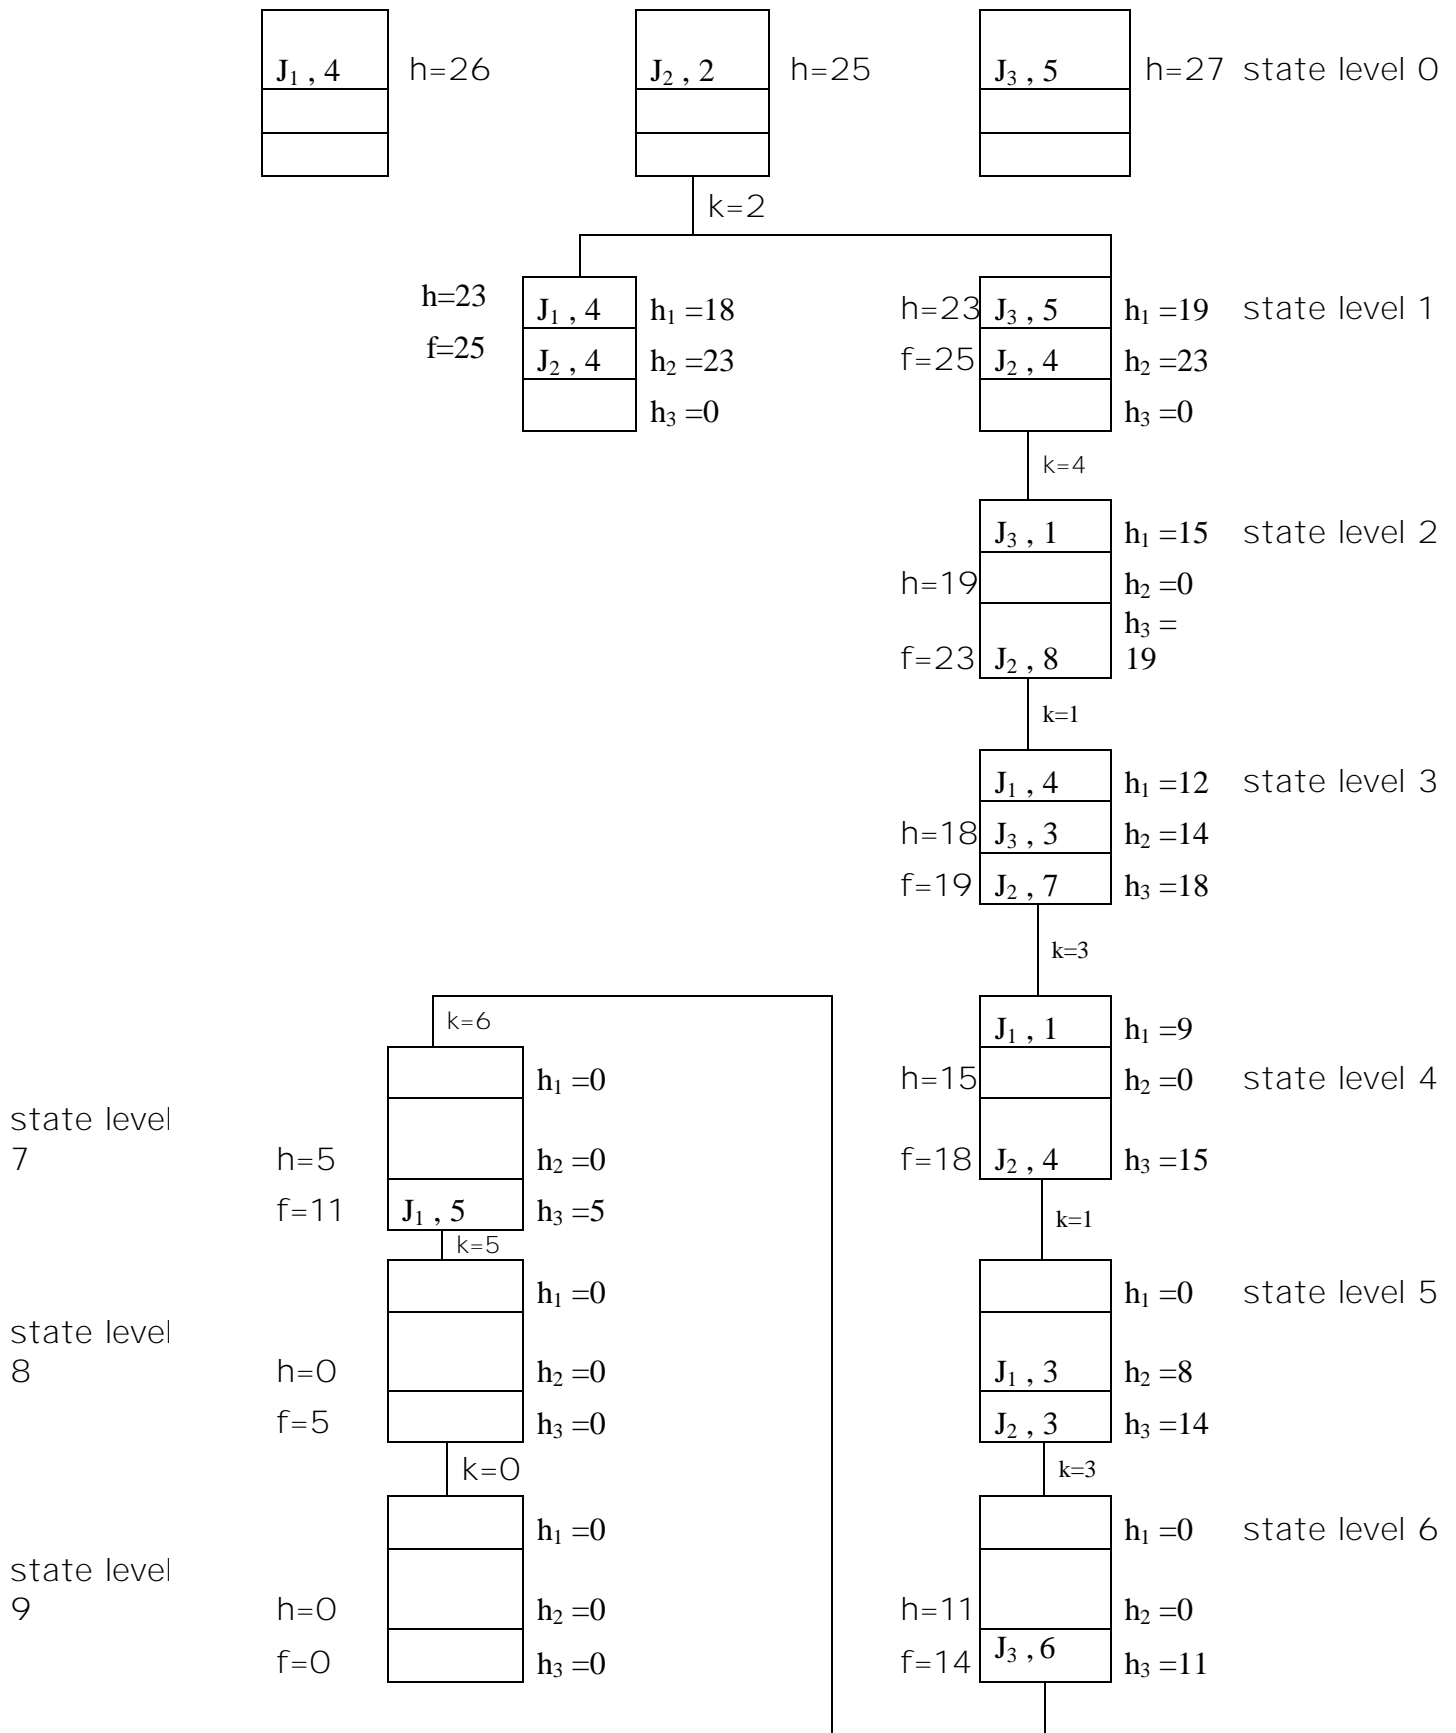 J₁ , 4 h=26 J₂ , 2 h=25 J₃ , 5 h=27 state level 0
k=2
h=23 J₁ , 4 h₁ =18
f=25 J₂ , 4 h₂ =23
h₃ =0
h=23 J₃ , 5 h₁ =19 state level 1
f=25 J₂ , 4 h₂ =23
h₃ =0
k=4
J₃ , 1 h₁ =15 state level 2
h=19 h₂ =0
h₃ =
f=23 J₂ , 8 19
k=1
J₁ , 4 h₁ =12 state level 3
h=18 J₃ , 3 h₂ =14
f=19 J₂ , 7 h₃ =18
k=3
J₁ , 1 h₁ =9
h=15 h₂ =0 state level 4
f=18 J₂ , 4 h₃ =15
k=1
h₁ =0 state level 5
J₁ , 3 h₂ =8
J₂ , 3 h₃ =14
k=3
h₁ =0 state level 6
h=11 h₂ =0
f=14 J₃ , 6 h₃ =11
k=6
h₁ =0
state level
7 h=5 h₂ =0
f=11 J₁ , 5 h₃ =5
k=5
h₁ =0
state level
8 h=0 h₂ =0
f=5 h₃ =0
k=0
h₁ =0
state level
9 h=0 h₂ =0
f=0 h₃ =0